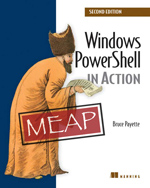 SECOND EDITION
Windows
PowerShell
IN ACTION
Bruce Payette
MEAP
MANNING